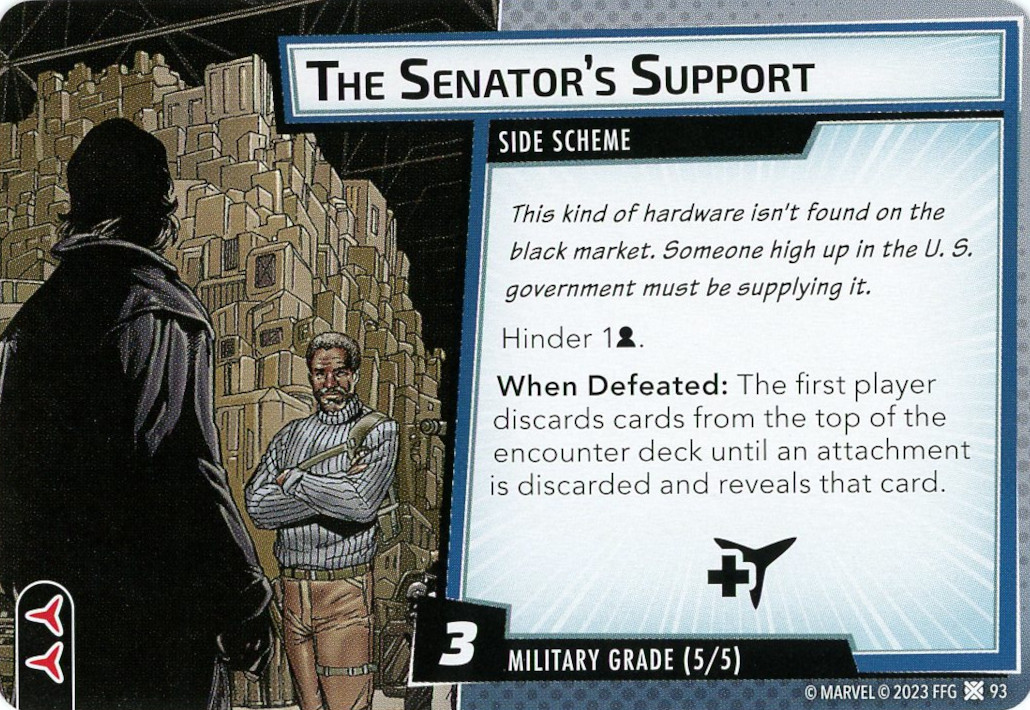 THE SENATOR'S SUPPORT
SIDE SCHEME
This kind of hardware isn't found on the
black market. Someone high up in the U. S.
government must be supplying it.
Hinder 1.
When Defeated: The first player
discards cards from the top of the
encounter deck until an attachment
is discarded and reveals that card.
3
MILITARY GRADE (5/5)
© MARVEL © 2023 FFG 93